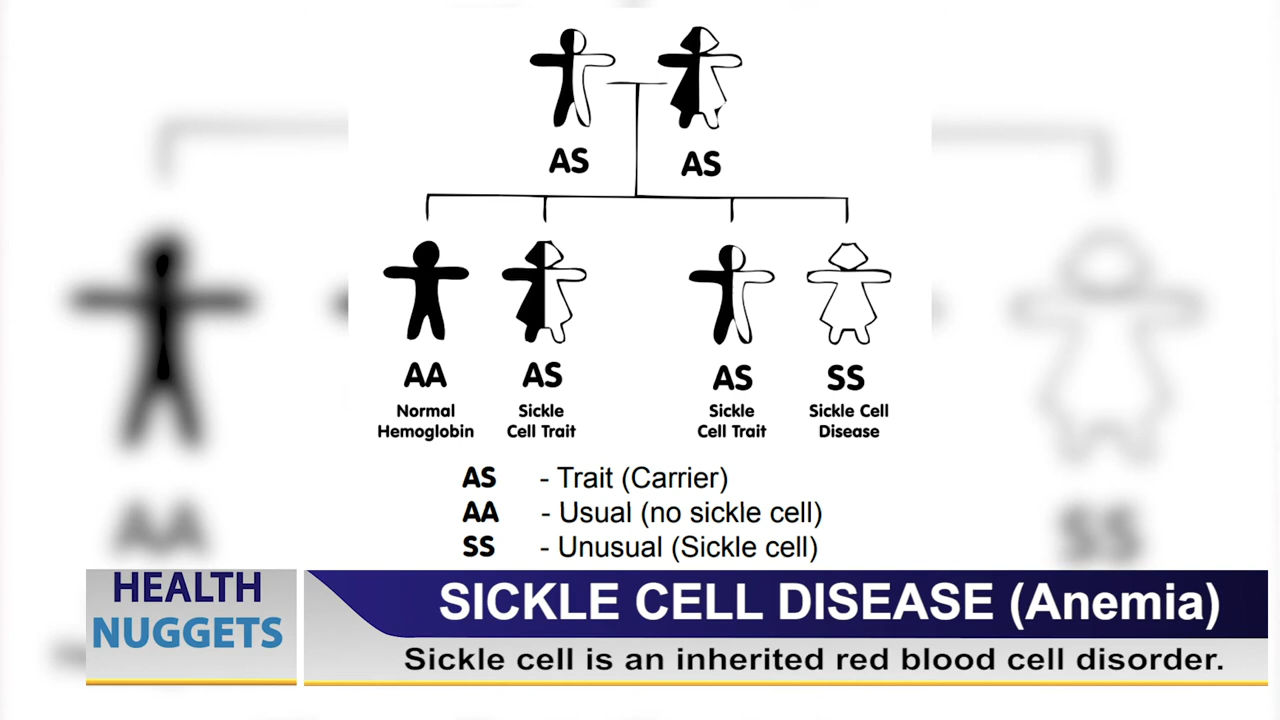 AS AS
AA AS AS SS
Normal Sickle Sickle Sickle Cell
Hemoglobin Cell Trait Cell Trait Disease
AS - Trait (Carrier)
AA - Usual (no sickle cell)
SS - Unusual (Sickle cell)
AA SS
HEALTH
NUGGETS
SICKLE CELL DISEASE (Anemia)
Sickle cell is an inherited red blood cell disorder.